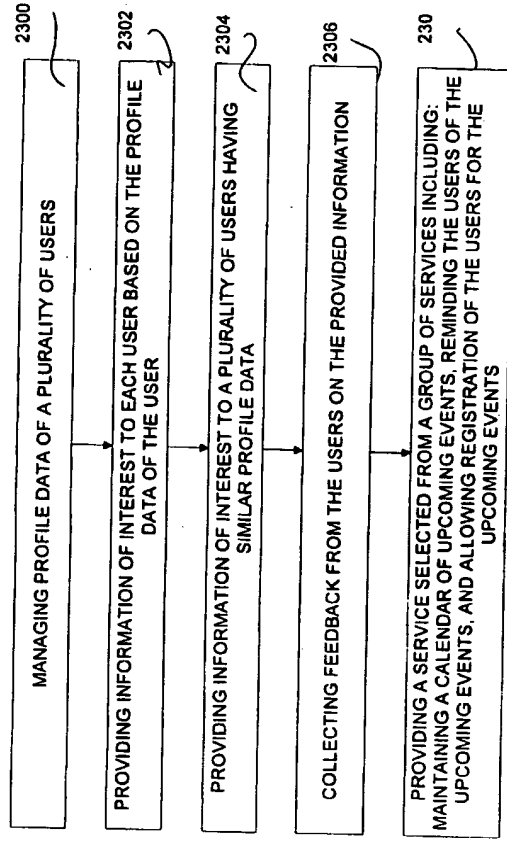 2300
MANAGING PROFILE DATA OF A PLURALITY OF USERS
2302
PROVIDING INFORMATION OF INTEREST TO EACH USER BASED ON THE PROFILE
DATA OF THE USER
2304
PROVIDING INFORMATION OF INTEREST TO A PLURALITY OF USERS HAVING
SIMILAR PROFILE DATA
2306
COLLECTING FEEDBACK FROM THE USERS ON THE PROVIDED INFORMATION
230
PROVIDING A SERVICE SELECTED FROM A GROUP OF SERVICES INCLUDING:
MAINTAINING A CALENDAR OF UPCOMING EVENTS, REMINDING THE USERS OF THE
UPCOMING EVENTS, AND ALLOWING REGISTRATION OF THE USERS FOR THE
UPCOMING EVENTS